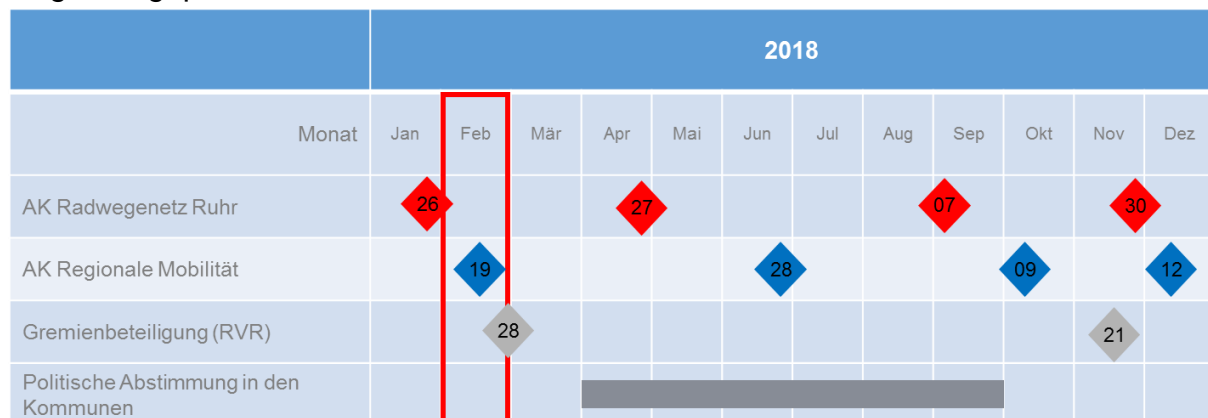 2018
Monat Jan Feb Mär Apr Mai Jun Jul Aug Sep Okt Nov Dez
AK Radwegenetz Ruhr 26 27 07 30
AK Regionale Mobilität 19 28 09 12
Gremienbeteiligung (RVR) 28 21
Politische Abstimmung in den
Kommunen